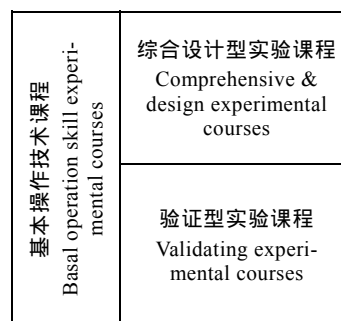 基本操作技术课程
Basal operation skill experi-
mental courses
综合设计型实验课程
Comprehensive &
design experimental
courses
验证型实验课程
Validating experi-
mental courses